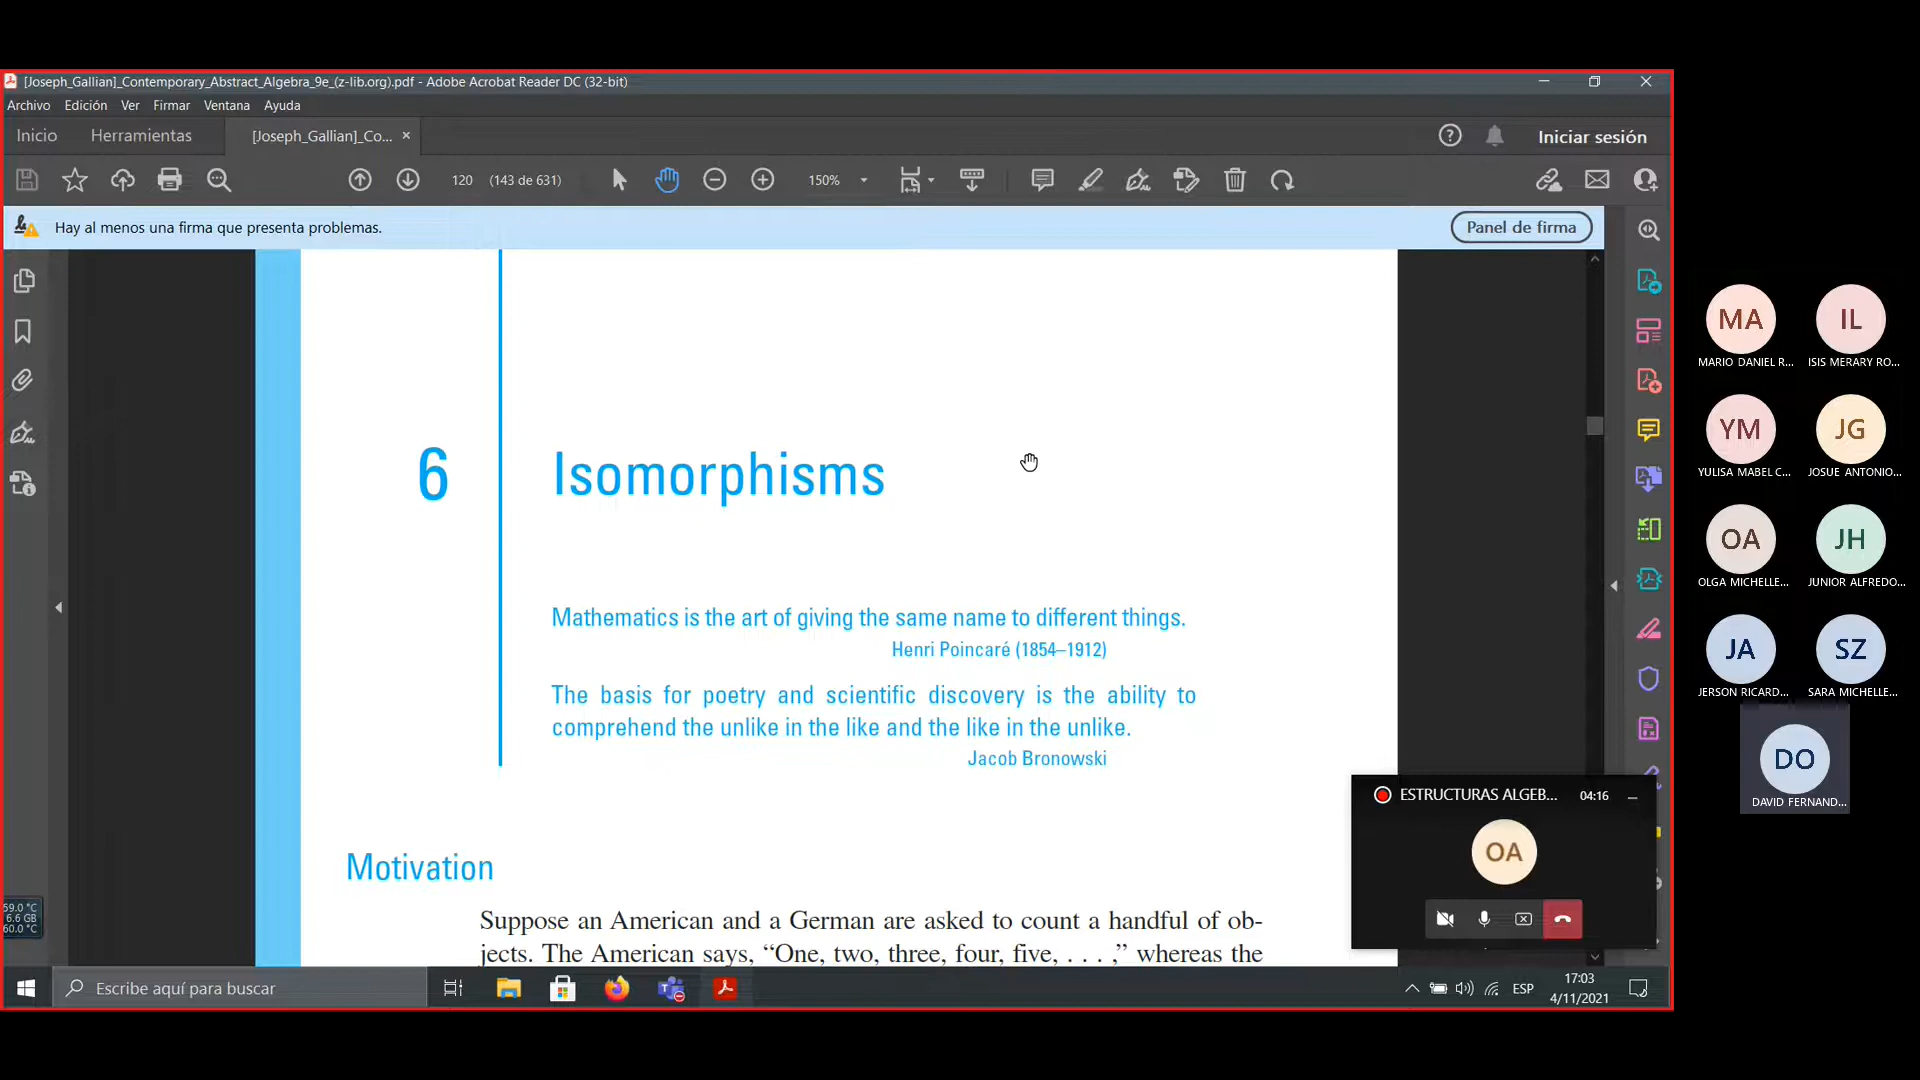 [Joseph_Gallian]_Contemporary_Abstract_Algebra_9e_(z-lib.org).pdf - Adobe Acrobat Reader DC (32-bit)
Archivo Edición Ver Firmar Ventana Ayuda
Inicio Herramientas [Joseph_Gallian]_Co... × Iniciar sesión
120 (143 de 631) 150%
Hay al menos una firma que presenta problemas. Panel de firma
6 Isomorphisms
Mathematics is the art of giving the same name to different things.
Henri Poincaré (1854–1912)
The basis for poetry and scientific discovery is the ability to
comprehend the unlike in the like and the like in the unlike.
Jacob Bronowski
Motivation
Suppose an American and a German are asked to count a handful of ob-
jects. The American says, “One, two, three, four, five, . . . ,” whereas the
ESTRUCTURAS ALGEB... 04:16
OA
59.0 °C
6.6 GB
60.0 °C
Escribe aquí para buscar
ESP
17:03
4/11/2021
MA IL
MARIO DANIEL R... ISIS MERARY RO...
YM JG
YULISA MABEL C... JOSUE ANTONIO...
OA JH
OLGA MICHELLE... JUNIOR ALFREDO...
JA SZ
JERSON RICARD... SARA MICHELLE...
DO
DAVID FERNAND...